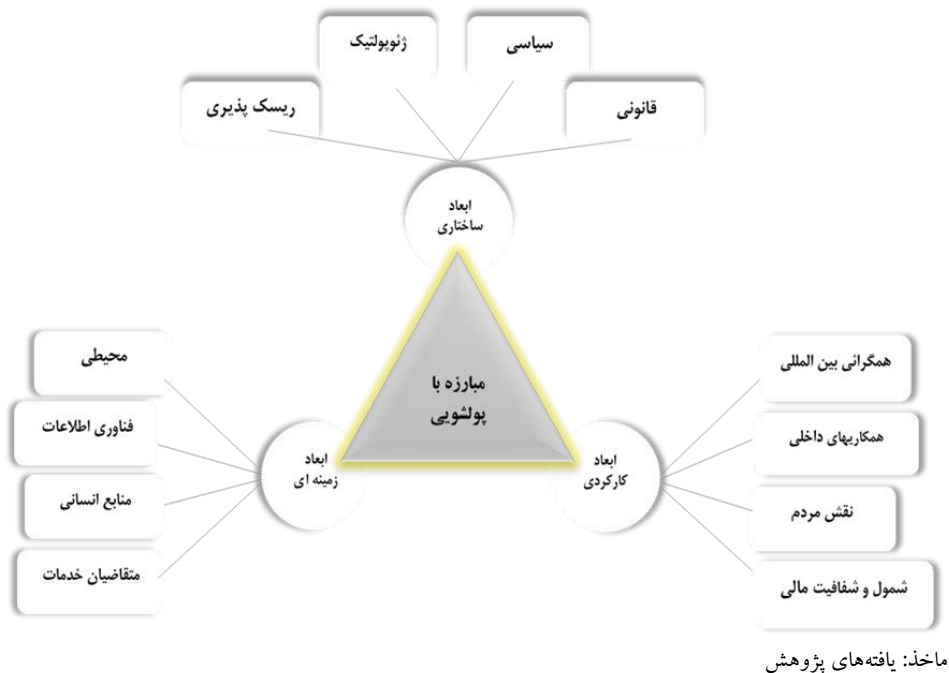 سیاسی
ژئوپولتیک
قانونی
ریسک پذیری
ابعاد
ساختاری
مبارزه با
پولشویی
همگرائی بین المللی
همکاریهای داخلی
نقش مردم
شمول و شفافیت مالی
ابعاد
کارکردی
ابعاد
زمینه ای
محیطی
فناوری اطلاعات
منابع انسانی
متقاضیان خدمات
ماخذ: یافته‌های پژوهش